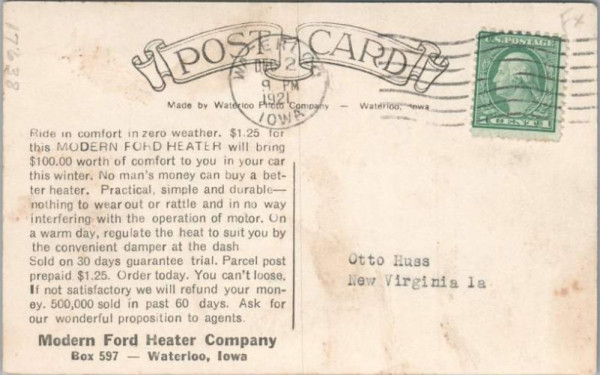 POST CARD
WATERLOO
DEC 2
9 PM
1921
IOWA
U.S. POSTAGE
Fx
17638
Made by Waterloo Photo Company — Waterloo, Iowa
Ride in comfort in zero weather. $1.25 for
this MODERN FORD HEATER will bring
$100.00 worth of comfort to you in your car
this winter. No man's money can buy a bet-
ter heater. Practical, simple and durable—
nothing to wear out or rattle and in no way
interfering with the operation of motor. On
a warm day, regulate the heat to suit you by
the convenient damper at the dash
Sold on 30 days guarantee trial. Parcel post
prepaid $1.25. Order today. You can't loose.
If not satisfactory we will refund your mon-
ey. 500,000 sold in past 60 days. Ask for
our wonderful proposition to agents.
Modern Ford Heater Company
Box 597 — Waterloo, Iowa
Otto Huss
New Virginia Ia